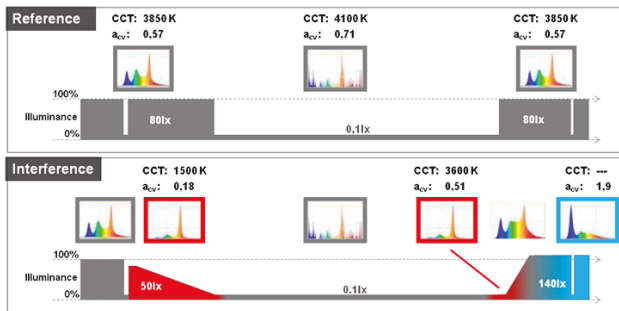 Reference
CCT: 3850 K
acv: 0,57
CCT: 4100 K
acv: 0,71
CCT: 3850 K
acv: 0,57
100%
Illuminance
0%
80lx
0.1lx
80lx
Interference
CCT: 1500 K
acv: 0,18
CCT: 3600 K
acv: 0,51
CCT: ---
acv: 1,9
100%
Illuminance
0%
50lx
0.1lx
140lx